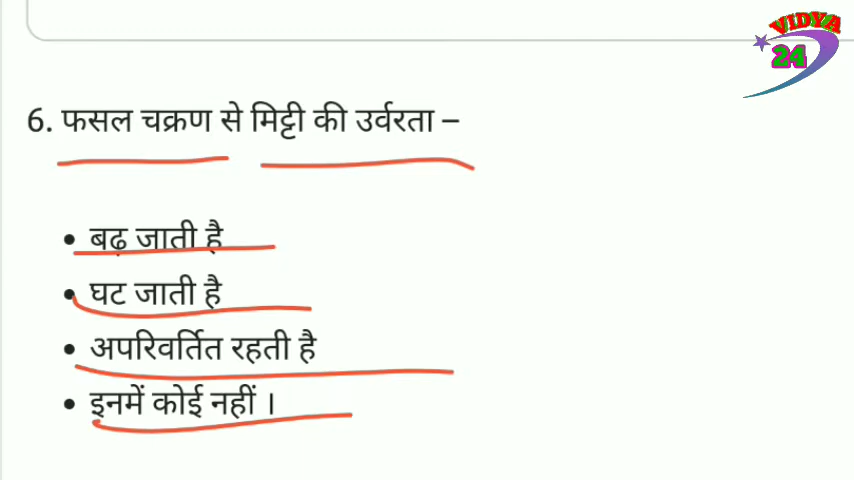 VIDYA
24
6. फसल चक्रण से मिट्टी की उर्वरता –
• बढ़ जाती है
• घट जाती है
• अपरिवर्तित रहती है
• इनमें कोई नहीं ।